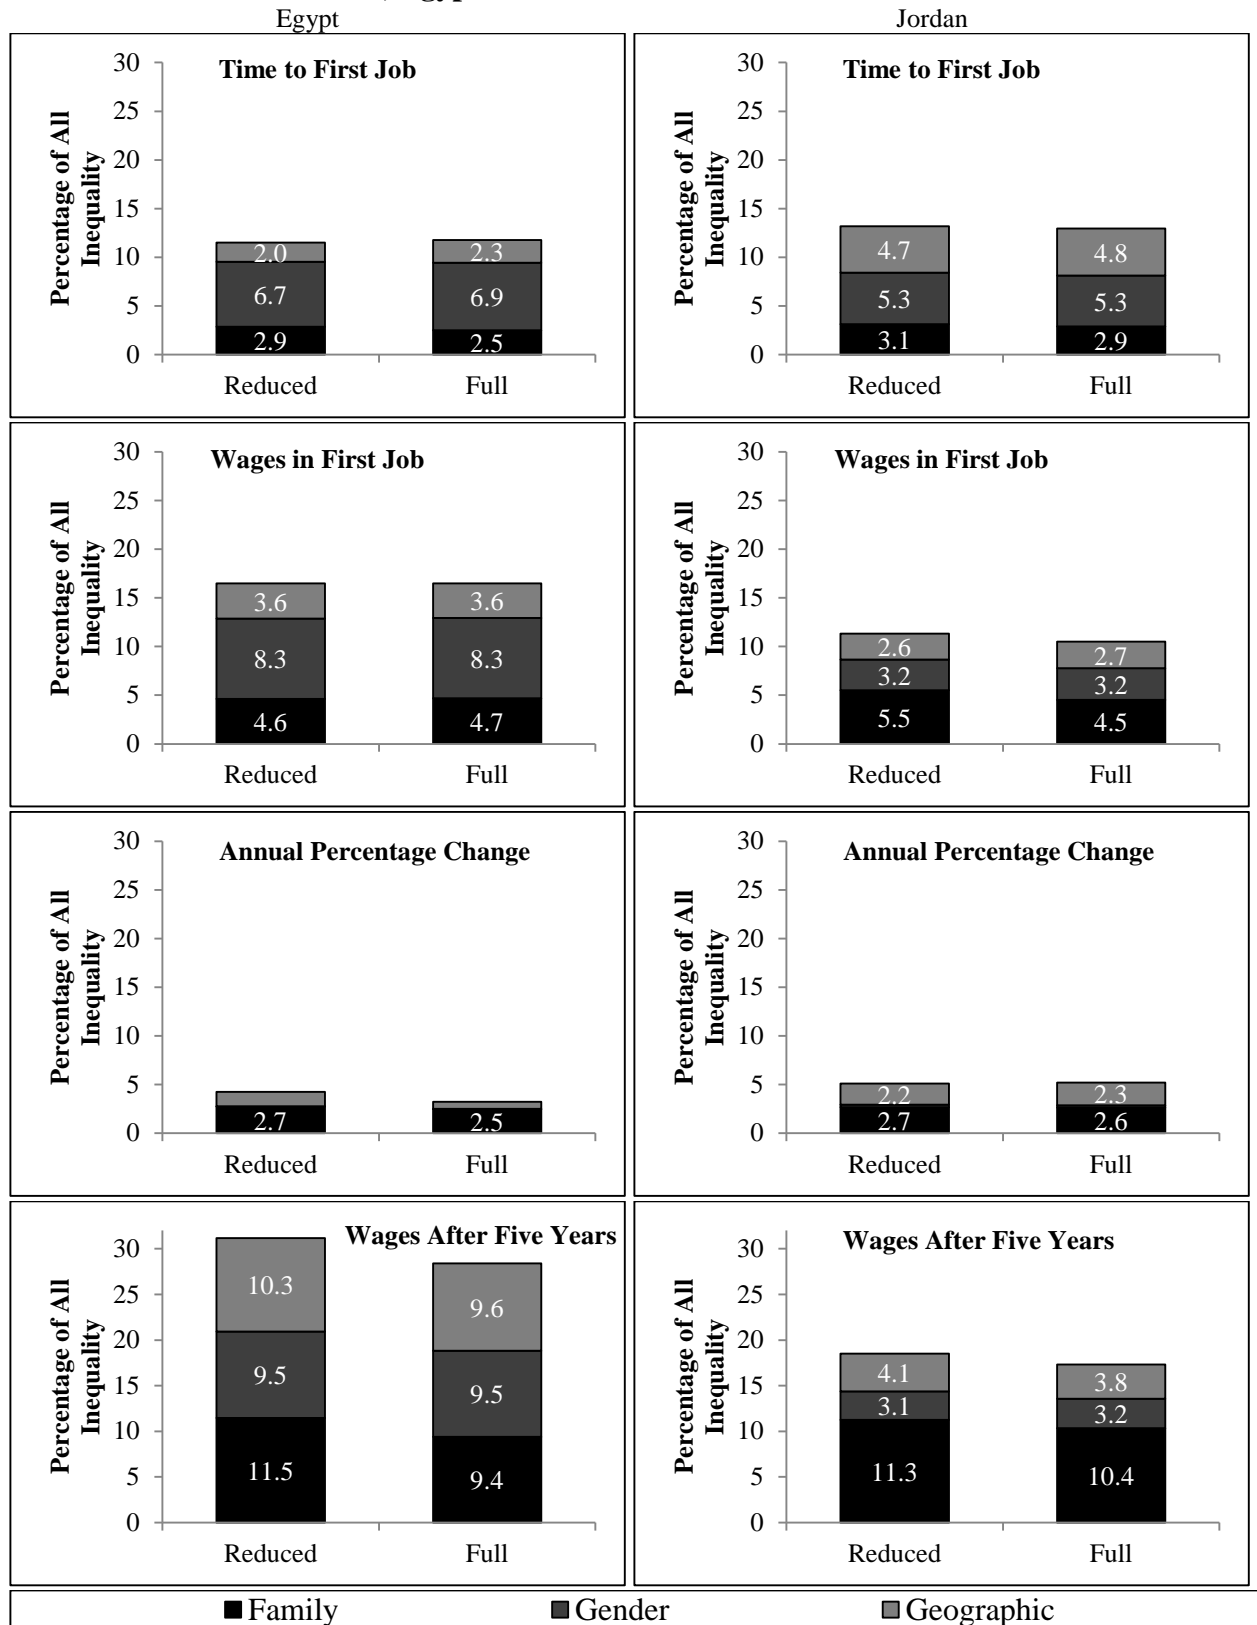 Egypt
Jordan
Time to First Job
Percentage of All
Inequality
30
25
20
15
10
5
0
2.0
6.7
2.9
2.3
6.9
2.5
Reduced
Full
Time to First Job
Percentage of All
Inequality
30
25
20
15
10
5
0
4.7
5.3
3.1
4.8
5.3
2.9
Reduced
Full
Wages in First Job
Percentage of All
Inequality
30
25
20
15
10
5
0
3.6
8.3
4.6
3.6
8.3
4.7
Reduced
Full
Wages in First Job
Percentage of All
Inequality
30
25
20
15
10
5
0
2.6
3.2
5.5
2.7
3.2
4.5
Reduced
Full
Annual Percentage Change
Percentage of All
Inequality
30
25
20
15
10
5
0
2.7
2.5
Reduced
Full
Annual Percentage Change
Percentage of All
Inequality
30
25
20
15
10
5
0
2.2
2.7
2.3
2.6
Reduced
Full
Wages After Five Years
Percentage of All
Inequality
30
25
20
15
10
5
0
10.3
9.5
11.5
9.6
9.5
9.4
Reduced
Full
Wages After Five Years
Percentage of All
Inequality
30
25
20
15
10
5
0
4.1
3.1
11.3
3.8
3.2
10.4
Reduced
Full
Family
Gender
Geographic